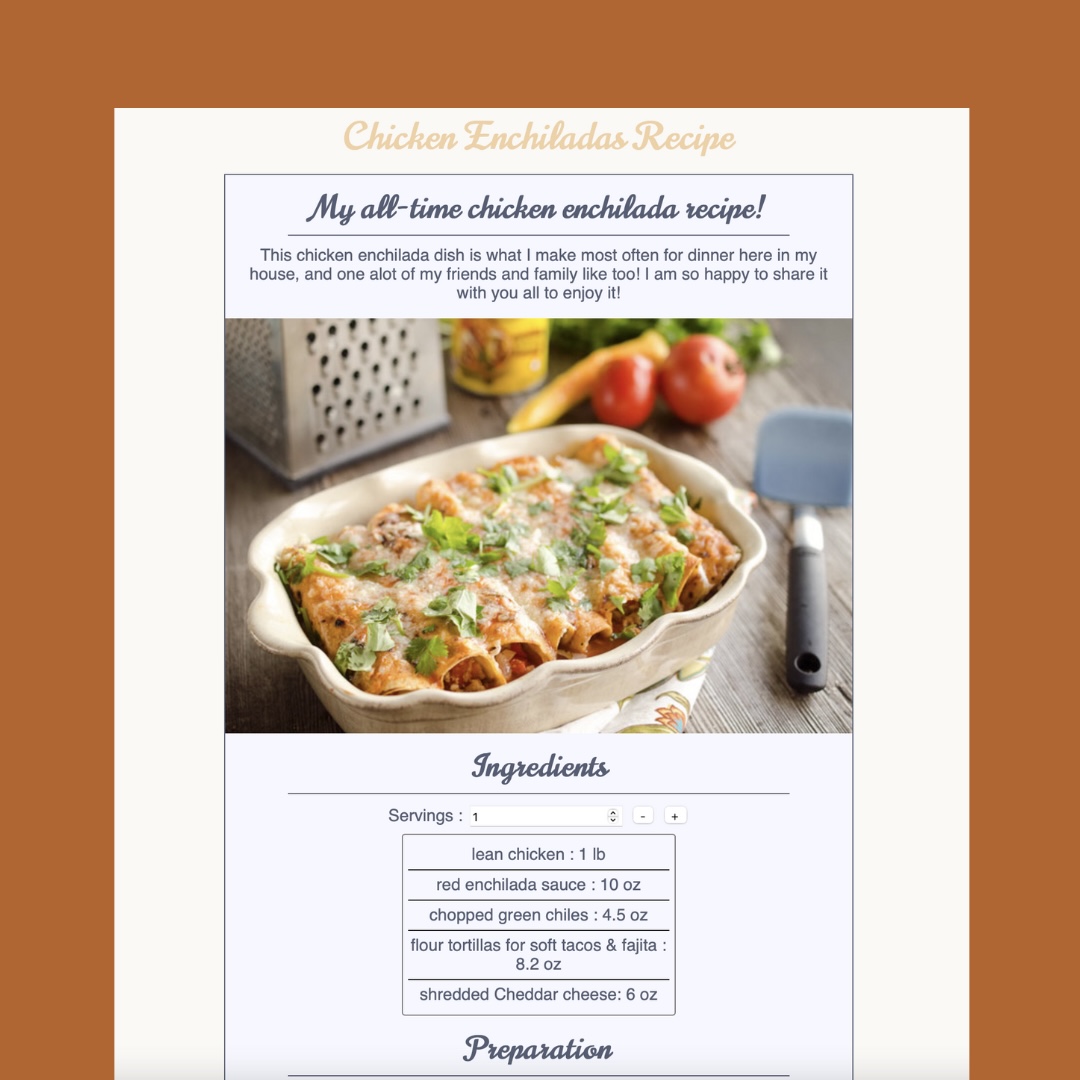 Chicken Enchiladas Recipe
My all-time chicken enchilada recipe!
This chicken enchilada dish is what I make most often for dinner here in my
house, and one alot of my friends and family like too! I am so happy to share it
with you all to enjoy it!
Ingredients
Servings : 1 - +
lean chicken : 1 lb
red enchilada sauce : 10 oz
chopped green chiles : 4.5 oz
flour tortillas for soft tacos & fajita :
8.2 oz
shredded Cheddar cheese: 6 oz
Preparation